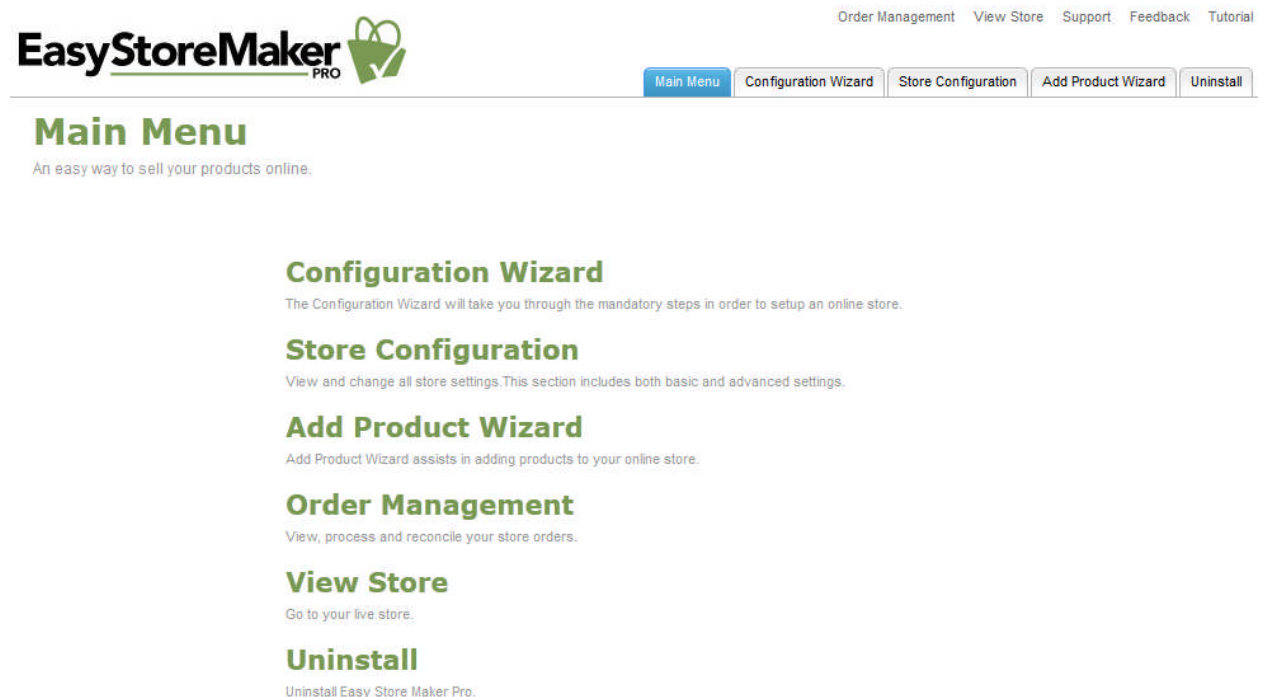 Order Management View Store Support Feedback Tutorial
EasyStoreMaker
PRO
Main Menu Configuration Wizard Store Configuration Add Product Wizard Uninstall
Main Menu
An easy way to sell your products online.
Configuration Wizard
The Configuration Wizard will take you through the mandatory steps in order to setup an online store.
Store Configuration
View and change all store settings.This section includes both basic and advanced settings.
Add Product Wizard
Add Product Wizard assists in adding products to your online store.
Order Management
View, process and reconcile your store orders.
View Store
Go to your live store.
Uninstall
Uninstall Easy Store Maker Pro.